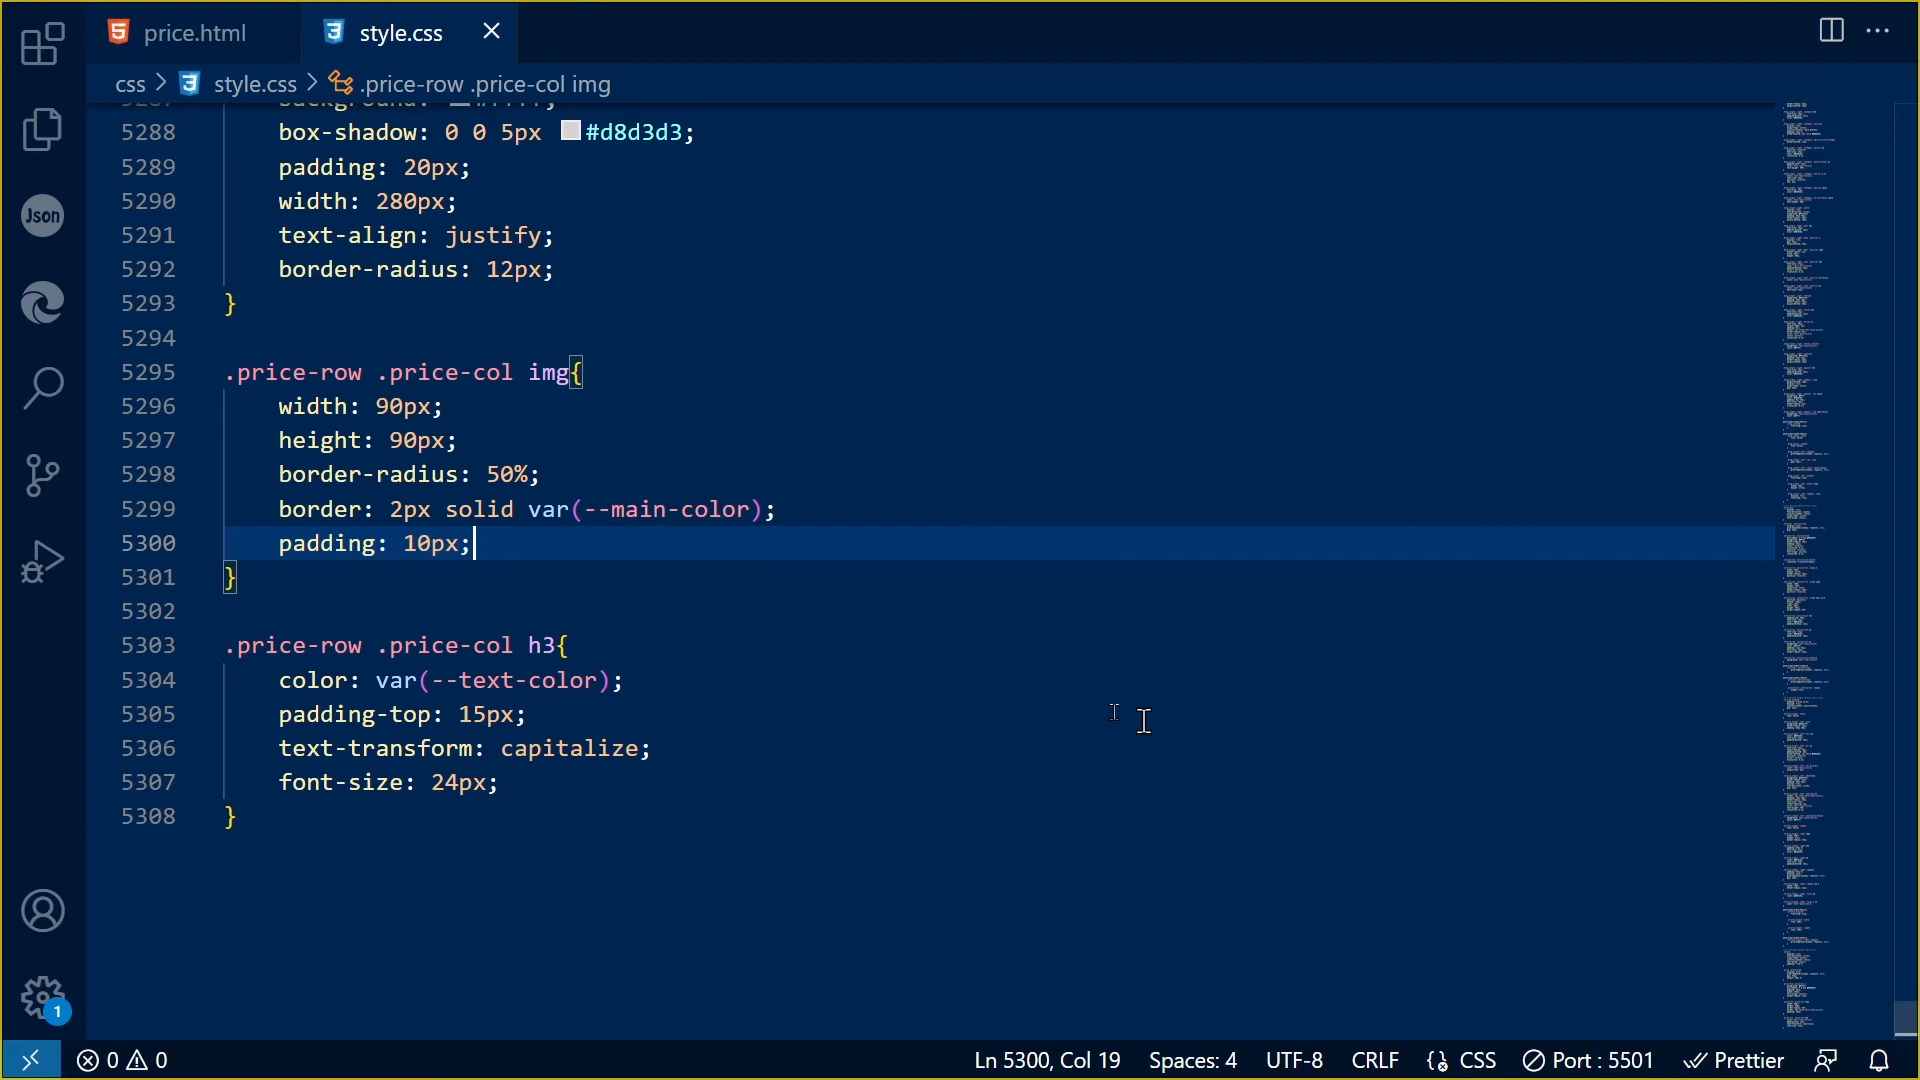 price.html
style.css
css > style.css > .price-row .price-col img
5288 box-shadow: 0 0 5px #d8d3d3;
5289 padding: 20px;
5290 width: 280px;
5291 text-align: justify;
5292 border-radius: 12px;
5293 }
5294
5295 .price-row .price-col img{
5296 width: 90px;
5297 height: 90px;
5298 border-radius: 50%;
5299 border: 2px solid var(--main-color);
5300 padding: 10px;
5301 }
5302
5303 .price-row .price-col h3{
5304 color: var(--text-color);
5305 padding-top: 15px;
5306 text-transform: capitalize;
5307 font-size: 24px;
5308 }
Json
1
0 0
Ln 5300, Col 19
Spaces: 4
UTF-8
CRLF
CSS
Port : 5501
Prettier